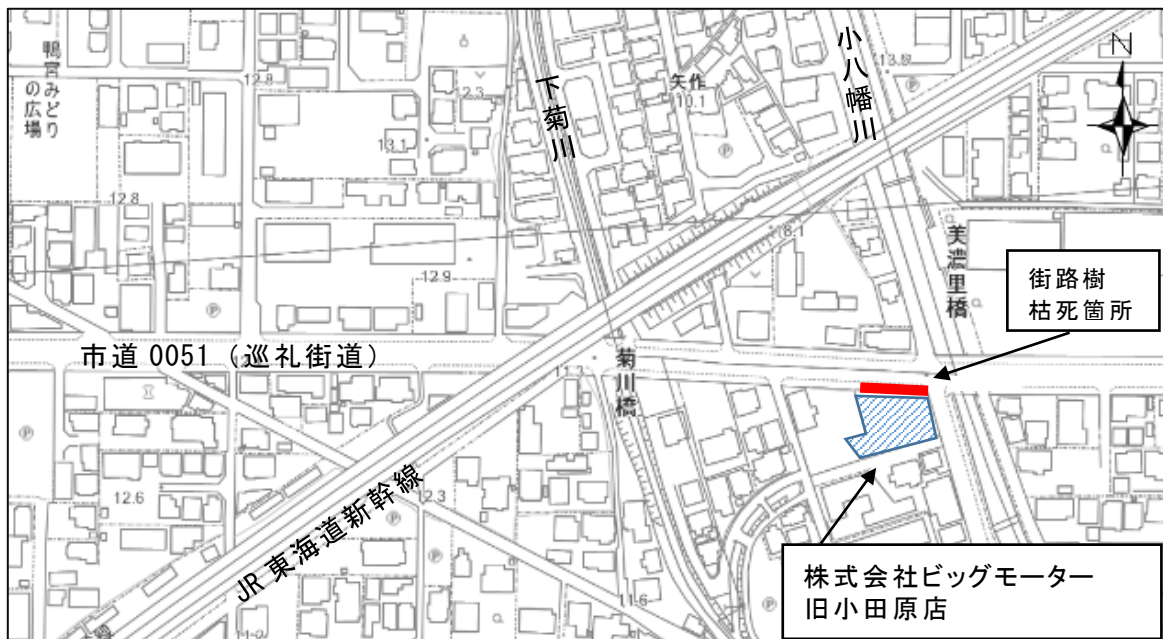 鴨宮みどり
の広場
12.8
下菊川
12.3
矢作
10.1
小八幡川
13.8
N
13.1
12.8
12.9
8.1
美濃里橋
街路樹
枯死箇所
市道 0051 (巡礼街道)
11.3
菊川橋
12.6
JR 東海道新幹線
12.3
11.6
株式会社ビッグモーター
旧小田原店